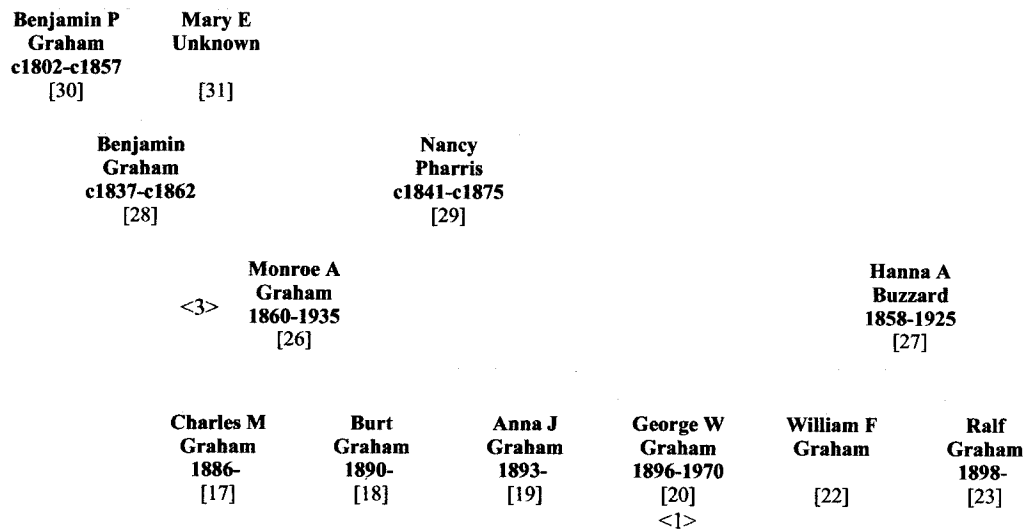 Benjamin P Mary E
Graham Unknown
c1802-c1857
[30] [31]
Benjamin Nancy
Graham Pharris
c1837-c1862 c1841-c1875
[28] [29]
Monroe A Hanna A
<3> Graham Buzzard
1860-1935 1858-1925
[26] [27]
Charles M Burt Anna J George W William F Ralf
Graham Graham Graham Graham Graham Graham
1886- 1890- 1893- 1896-1970 1898-
[17] [18] [19] [20] [22] [23]
<1>